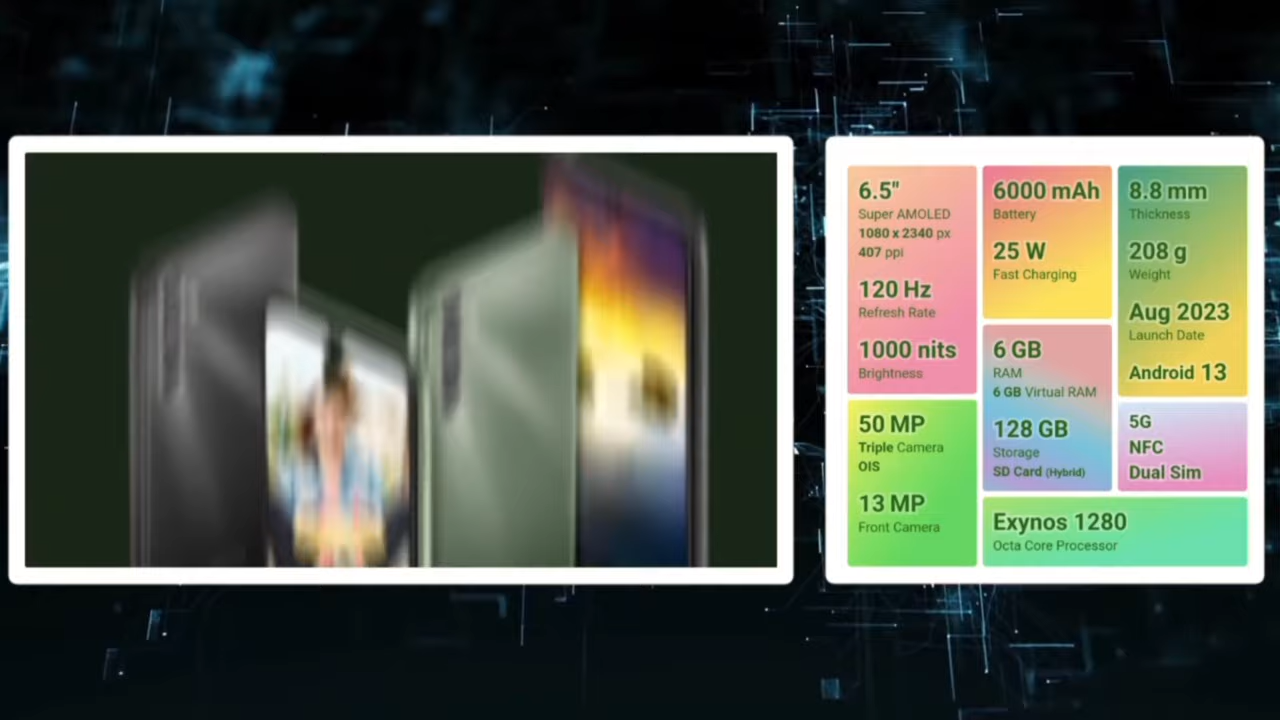 6.5"
Super AMOLED
1080 x 2340 px
407 ppi
120 Hz
Refresh Rate
1000 nits
Brightness
50 MP
Triple Camera
OIS
13 MP
Front Camera
6000 mAh
Battery
25 W
Fast Charging
6 GB
RAM
6 GB Virtual RAM
128 GB
Storage
SD Card (Hybrid)
8.8 mm
Thickness
208 g
Weight
Aug 2023
Launch Date
Android 13
5G
NFC
Dual Sim
Exynos 1280
Octa Core Processor